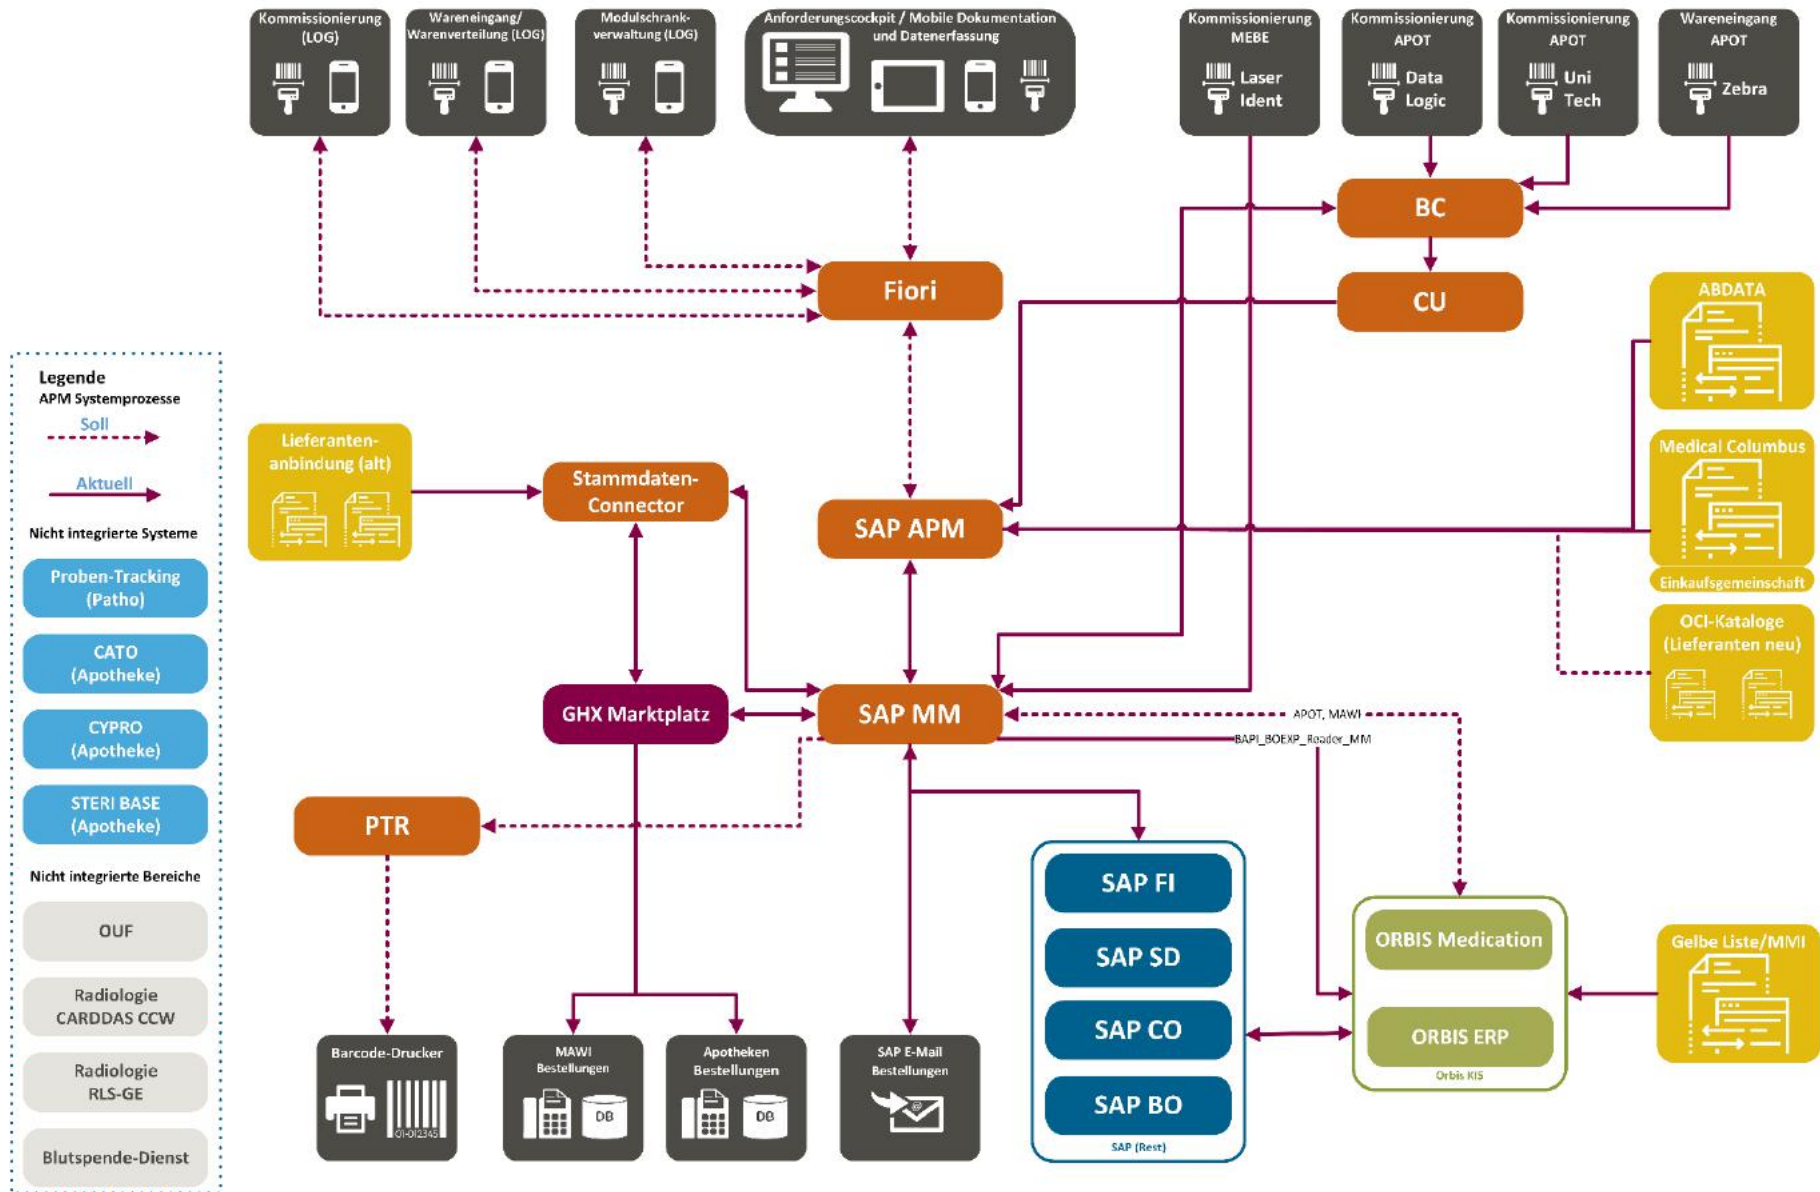 Kommissionierung
(LOG)
Wareneingang/
Warenverteilung (LOG)
Modulschrank-
verwaltung (LOG)
Anforderungscockpit / Mobile Dokumentation
und Datenerfassung
Kommissionierung
MEBE
Laser
Ident
Kommissionierung
APOT
Data
Logic
Kommissionierung
APOT
Uni
Tech
Wareneingang
APOT
Zebra
BC
Fiori
CU
ABDATA
Legende
APM Systemprozesse
Soll
Aktuell
Nicht integrierte Systeme
Proben-Tracking
(Patho)
CATO
(Apotheke)
CYPRO
(Apotheke)
STERI BASE
(Apotheke)
Nicht integrierte Bereiche
OUF
Radiologie
CARDDAS CCW
Radiologie
RLS-GE
Blutspende-Dienst
Lieferanten-
anbindung (alt)
Stammdaten-
Connector
SAP APM
Medical Columbus
Einkaufsgemeinschaft
OCI-Kataloge
(Lieferanten neu)
GHX Marktplatz
SAP MM
APOT, MAWI
BAPI_BOEXP_Reader_MM
PTR
SAP FI
SAP SD
SAP CO
SAP BO
SAP (Rest)
ORBIS Medication
ORBIS ERP
Orbis KIS
Gelbe Liste/MMI
Barcode-Drucker
01-012345
MAWI
Bestellungen
DB
Apotheken
Bestellungen
DB
SAP E-Mail
Bestellungen
@